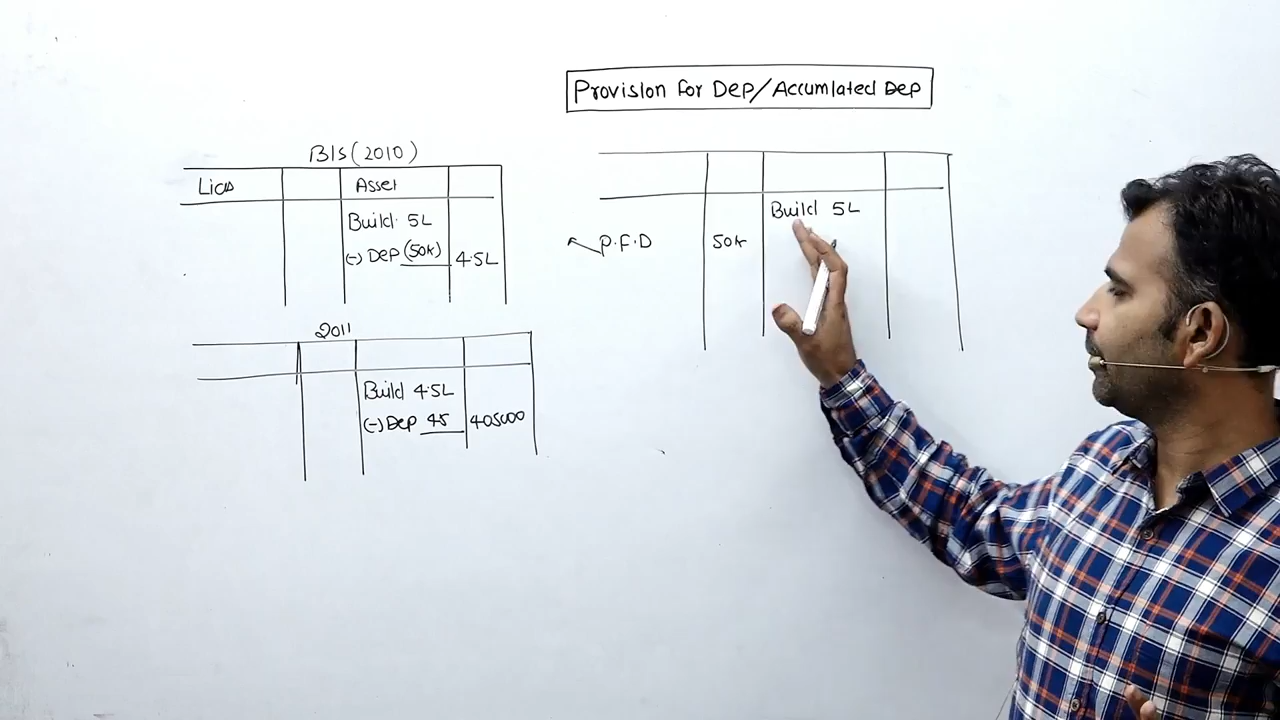 Provision for Dep/Accumlated Dep
B/s (2010)
Lias Asset
Build 5L
(-) Dep (50k) 4.5L
2011
Build 4.5L
(-) Dep 45 405000
Build 5L
P.F.D 50k